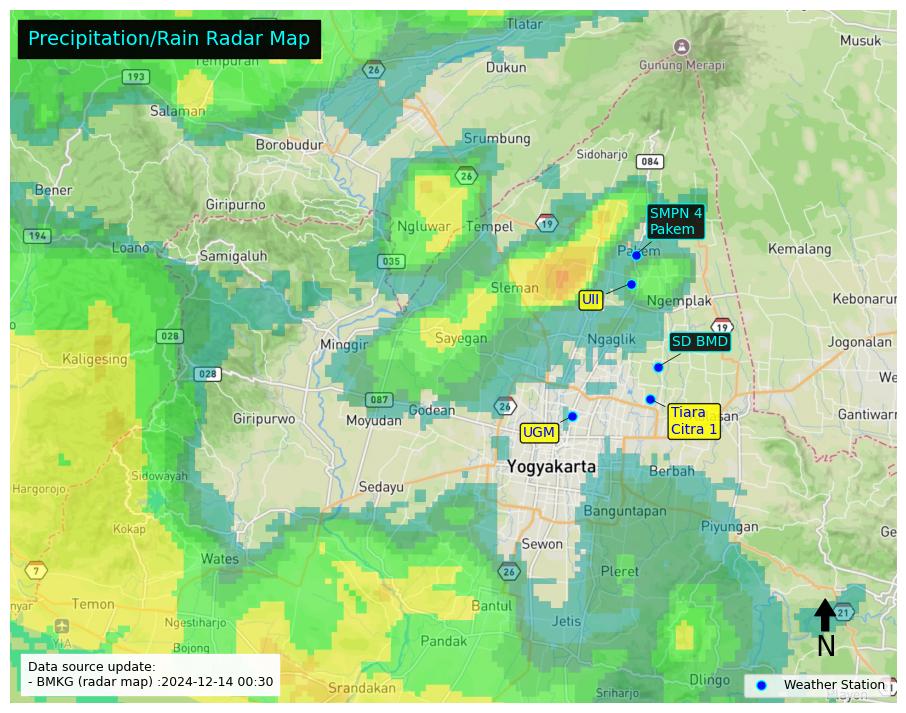 Precipitation/Rain Radar Map
Tlatar
Musuk
Tempuran
26
Dukun
Gunung Merapi
193
Salaman
Borobudur
Srumbung
Sidoharjo
084
Bener
26
Giripurno
SMPN 4
Pakem
194
Ngluwar
Tempel
19
Loano
Samigaluh
035
Pakem
Kemalang
Sleman
UII
Ngemplak
Kebonaru
028
Minggir
Sayegan
Ngaglik
19
SD BMD
Jogonalan
Kaligesing
028
We
087
Godean
26
Giripurwo
Moyudan
UGM
Tiara
Citra 1
Gantiwarn
Yogyakarta
Berbah
Sidowayah
Hargorojo
Sedayu
Banguntapan
Piyungan
Kokap
Sewon
Ge
Wates
7
26
Pleret
Temon
Bantul
21
Ngestiharjo
Jetis
YIA
Bojong
Pandak
N
Data source update:
- BMKG (radar map) :2024-12-14 00:30
Srandakan
Sriharjo
Dlingo
Weather Station